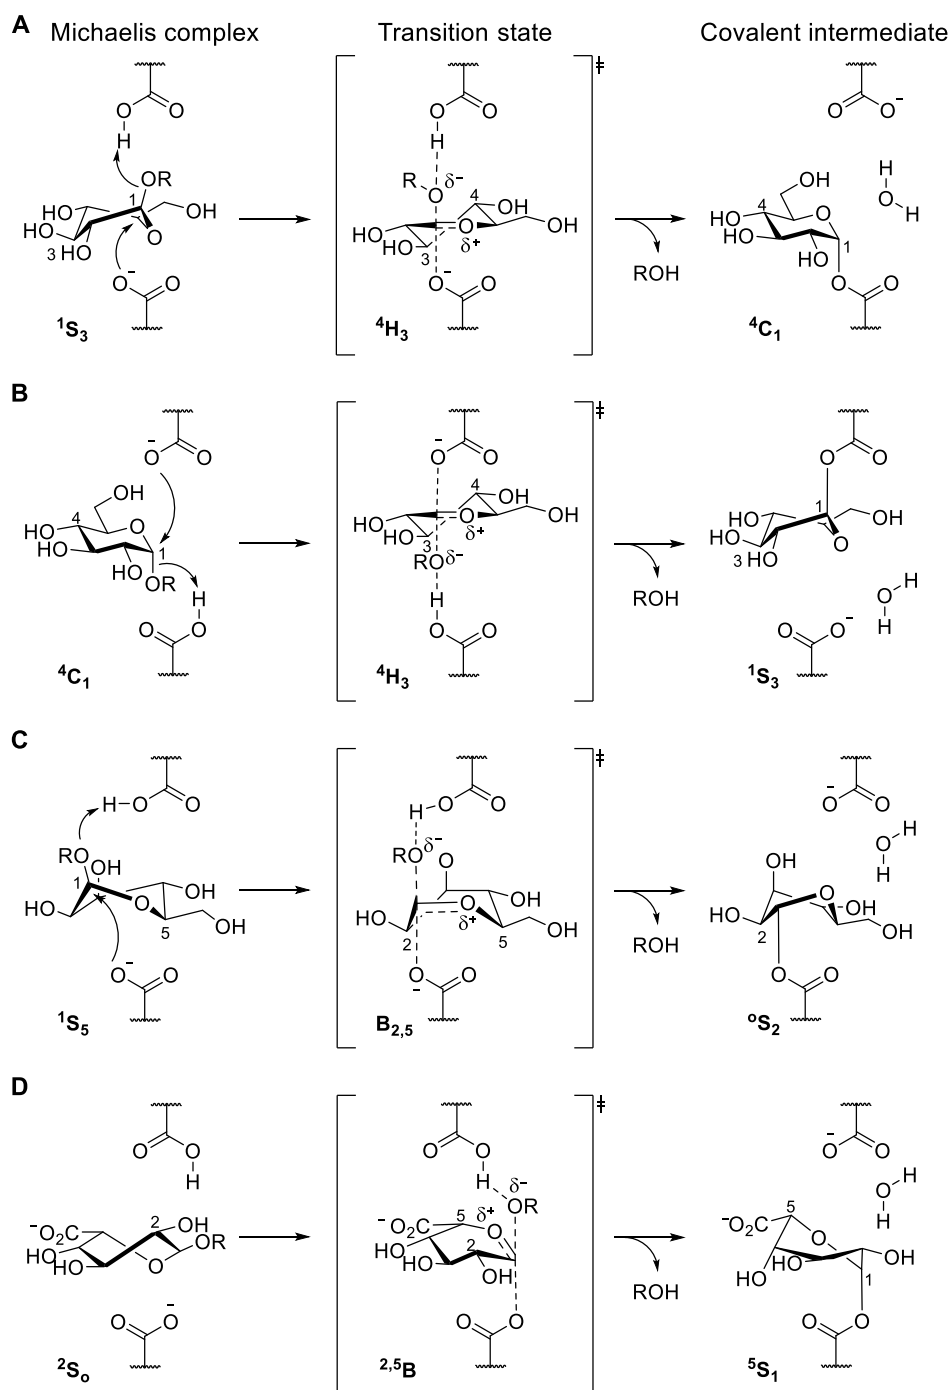 A Michaelis complex Transition state Covalent intermediate
O O H O R 1 HO HO HO 3 O OH O⁻ O ¹S₃
O O H R O δ⁻ 4 OH HO HO 3 O δ⁺ OH O⁻ O ⁴H₃ ‡
ROH
O O⁻ H O H OH 4 HO HO O 1 HO O O ⁴C₁
B
O⁻ O OH 4 HO HO O 1 HO OR H O O ⁴C₁
O⁻ O 4 OH HO HO 3 O δ⁺ OH RO δ⁻ H O O ⁴H₃ ‡
ROH
O O 1 HO HO HO 3 O OH O H H O O⁻ ¹S₃
C
H–O O RO OH 1 HO O OH 5 OH O⁻ O ¹S₅
H O O RO δ⁻ O OH HO 2 O δ⁺ 5 OH O⁻ O B₂,₅ ‡
ROH
O⁻ O O H H OH HO 2 O OH OH O O ᵒS₂
D
O O H ⁻O₂C 2 OH HO HO O OR O O⁻ ²Sₒ
O O H δ⁻ OR ⁻O₂C 5 O δ⁺ HO HO 2 OH O O ²,⁵B ‡
ROH
O⁻ O O H H ⁻O₂C 5 O HO HO OH 1 O O ⁵S₁